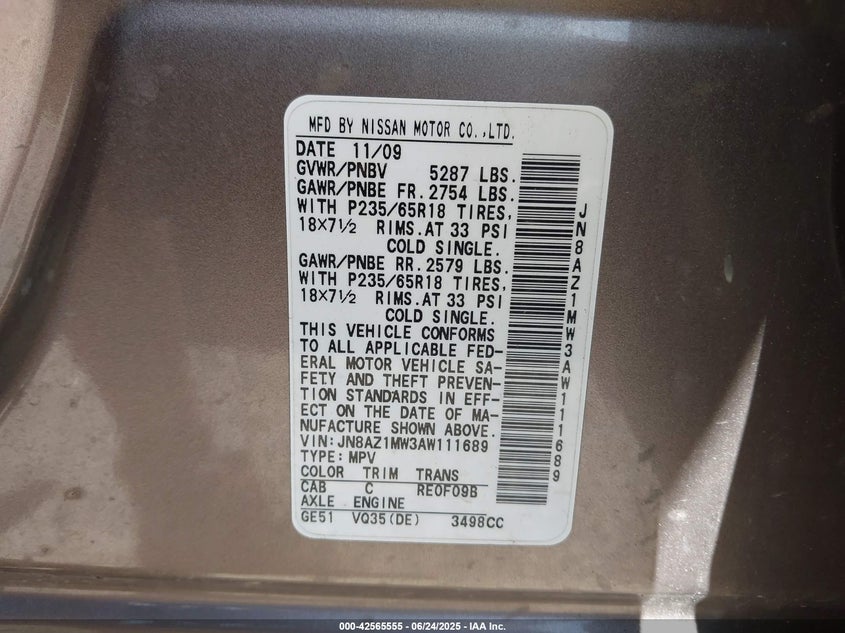 MFD BY NISSAN MOTOR CO.,LTD.
DATE 11/09
GVWR/PNBV 5287 LBS.
GAWR/PNBE FR. 2754 LBS.
WITH P235/65R18 TIRES,
18×7½ RIMS.AT 33 PSI
COLD SINGLE.
GAWR/PNBE RR. 2579 LBS.
WITH P235/65R18 TIRES,
18×7½ RIMS.AT 33 PSI
COLD SINGLE.
THIS VEHICLE CONFORMS
TO ALL APPLICABLE FED-
ERAL MOTOR VEHICLE SA-
FETY AND THEFT PREVEN-
TION STANDARDS IN EFF-
ECT ON THE DATE OF MA-
NUFACTURE SHOWN ABOVE.
VIN:JN8AZ1MW3AW111689
TYPE:MPV
COLOR TRIM TRANS
CAB C RE0F09B
AXLE ENGINE
GE51 VQ35(DE) 3498CC
JN8AZ1MW3AW111689
000-42565555 - 06/24/2025 - IAA Inc.